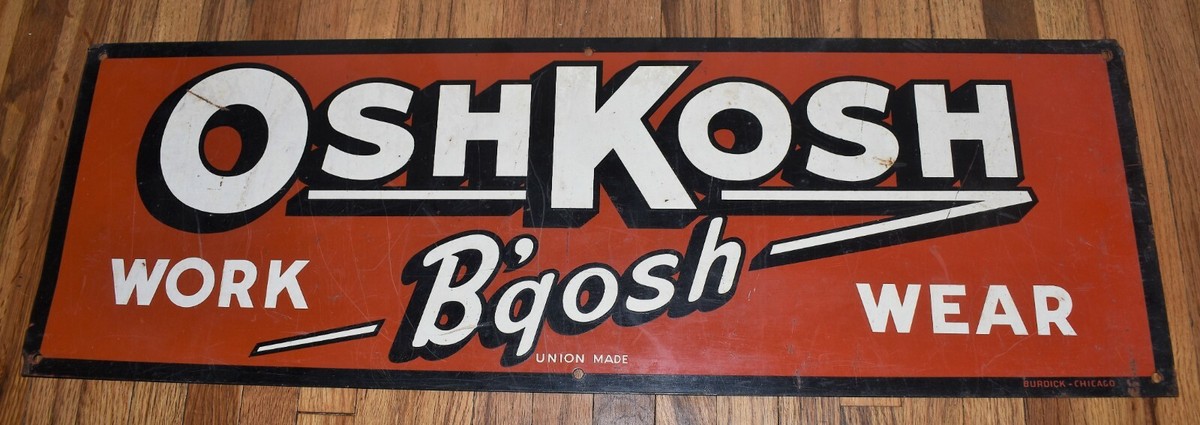 OSHKOSH
B'gosh
WORK WEAR
UNION MADE
BURDICK - CHICAGO